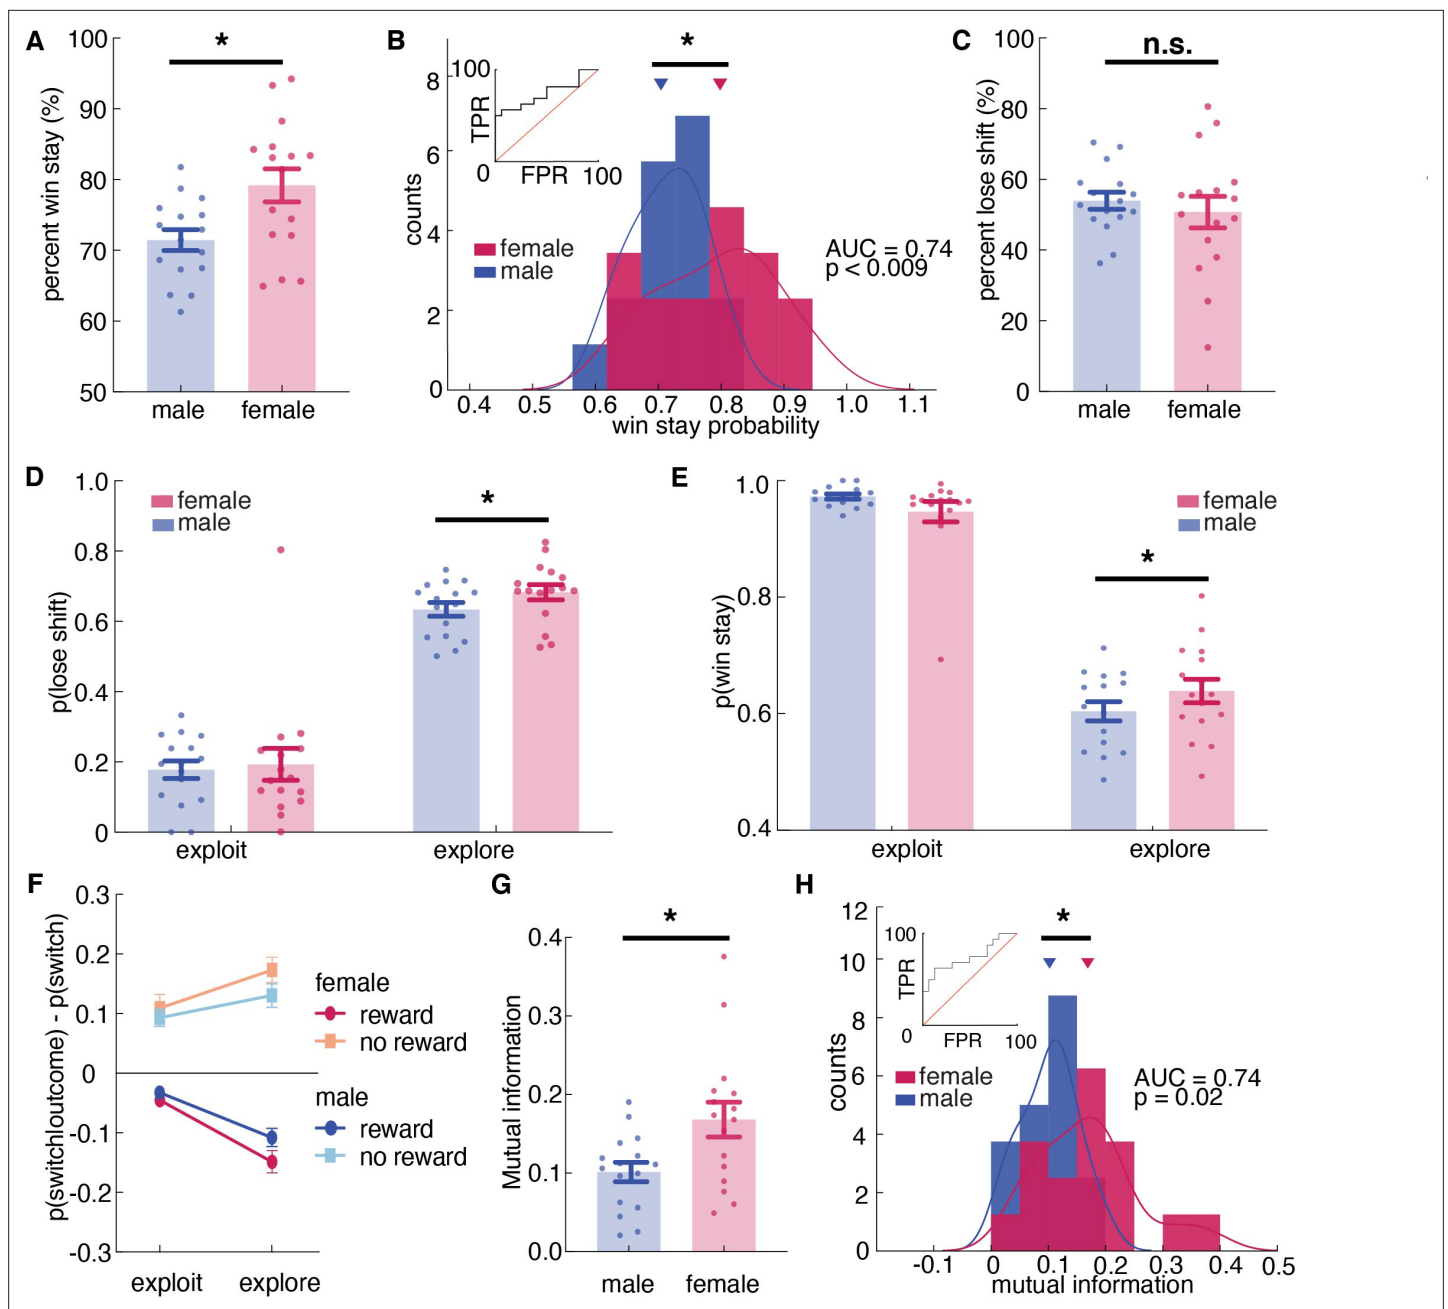 A
percent win stay (%)
100
90
80
70
60
50
*
male
female
B
counts
8
6
4
2
0
100
TPR
0
FPR
100
*
female
male
AUC = 0.74
p < 0.009
0.4 0.5 0.6 0.7 0.8 0.9 1.0 1.1
win stay probability
C
percent lose shift (%)
100
80
60
40
20
0
n.s.
male
female
D
p(lose shift)
1.0
0.8
0.6
0.4
0.2
0
female
male
*
exploit
explore
E
p(win stay)
1.0
0.8
0.6
0.4
female
male
*
exploit
explore
F
p(switch|outcome) - p(switch)
0.3
0.2
0.1
0
-0.1
-0.2
-0.3
female
reward
no reward
male
reward
no reward
exploit
explore
G
Mutual information
0.4
0.3
0.2
0.1
0.0
*
male
female
H
counts
12
10
8
6
4
2
0
100
TPR
0
FPR
100
*
female
male
AUC = 0.74
p = 0.02
-0.1 0 0.1 0.2 0.3 0.4 0.5
mutual information